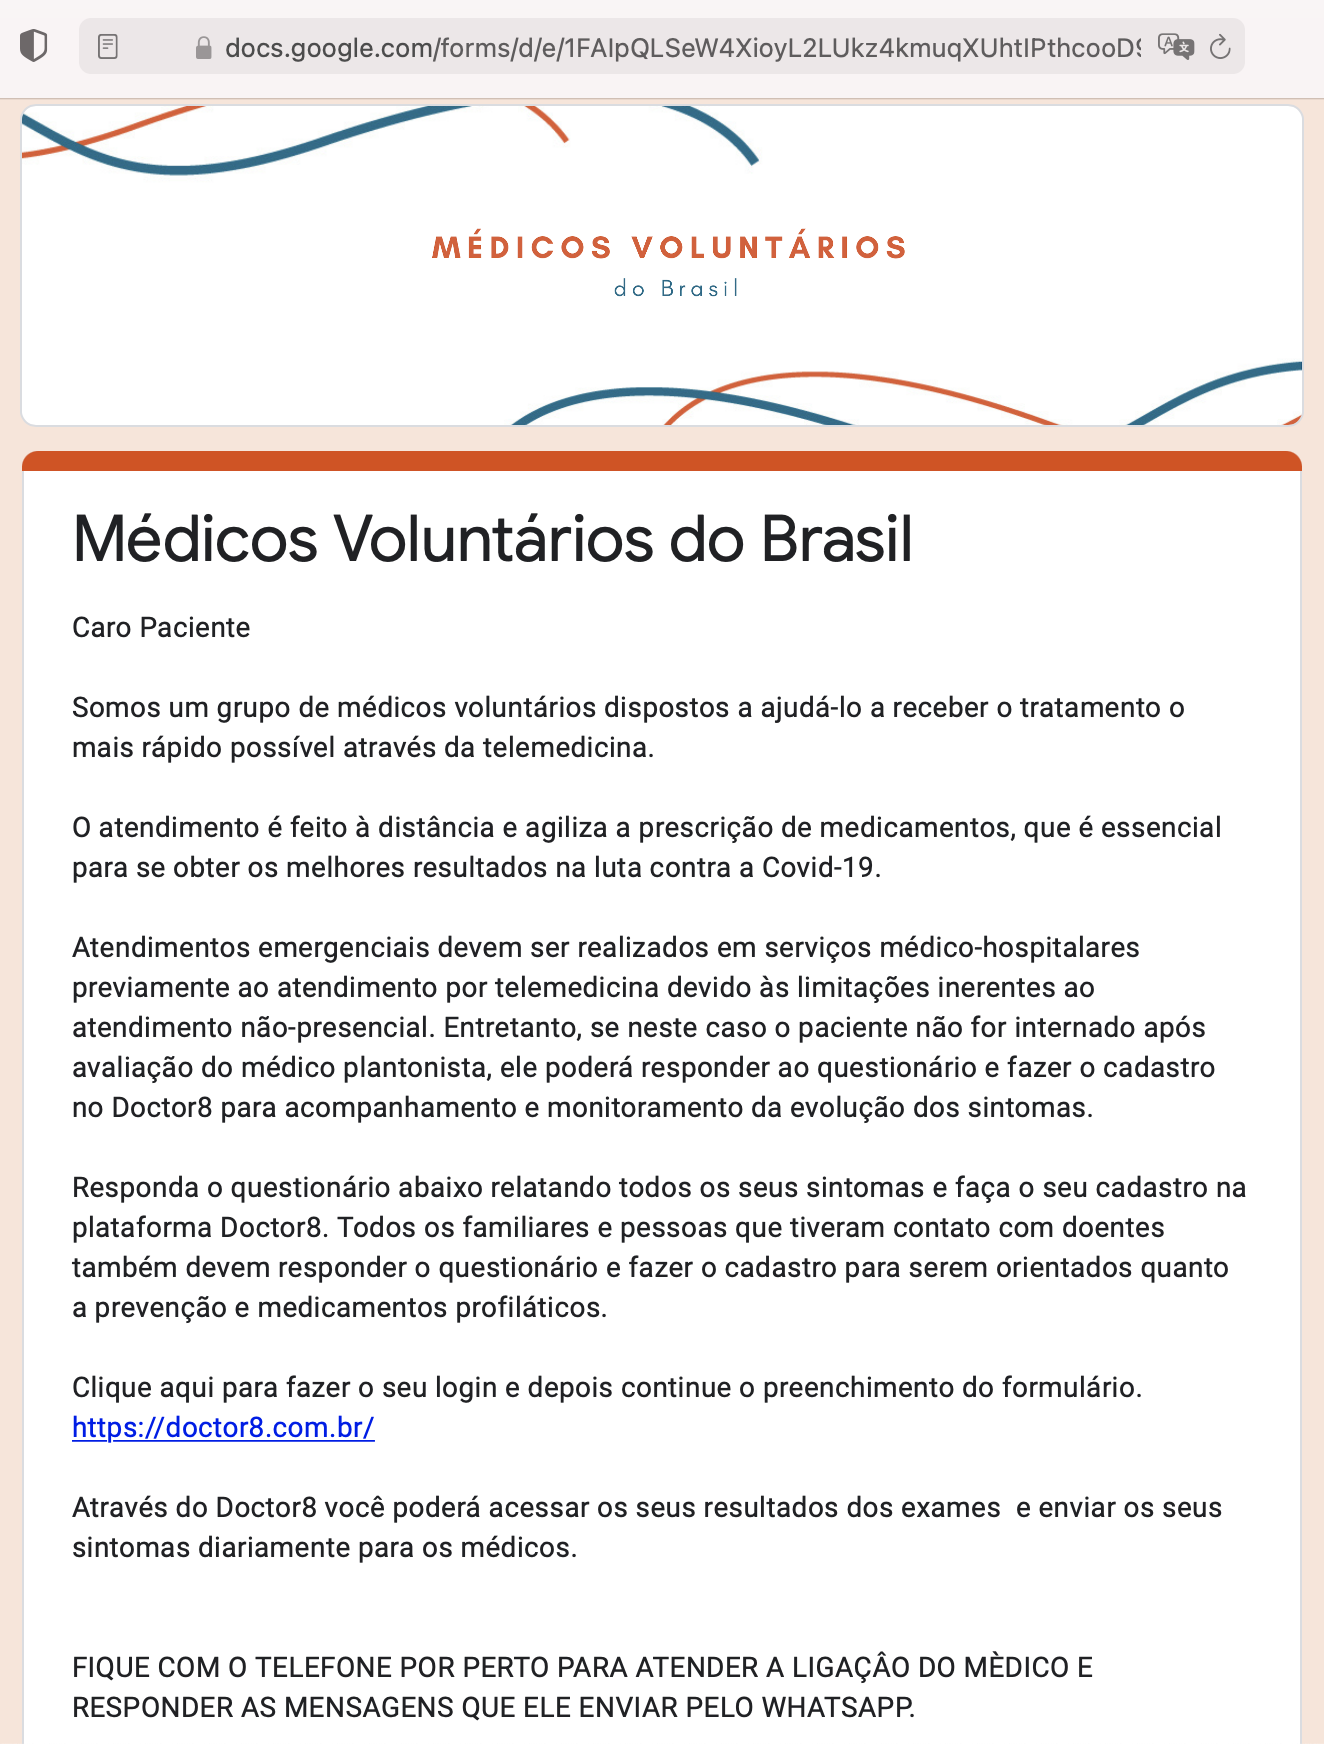 docs.google.com/forms/d/e/1FAIpQLSeW4XioyL2LUkz4kmuqXUhtIPthcooD9
MÉDICOS VOLUNTÁRIOS
do Brasil
Médicos Voluntários do Brasil
Caro Paciente
Somos um grupo de médicos voluntários dispostos a ajudá-lo a receber o tratamento o
mais rápido possível através da telemedicina.
O atendimento é feito à distância e agiliza a prescrição de medicamentos, que é essencial
para se obter os melhores resultados na luta contra a Covid-19.
Atendimentos emergenciais devem ser realizados em serviços médico-hospitalares
previamente ao atendimento por telemedicina devido às limitações inerentes ao
atendimento não-presencial. Entretanto, se neste caso o paciente não for internado após
avaliação do médico plantonista, ele poderá responder ao questionário e fazer o cadastro
no Doctor8 para acompanhamento e monitoramento da evolução dos sintomas.
Responda o questionário abaixo relatando todos os seus sintomas e faça o seu cadastro na
plataforma Doctor8. Todos os familiares e pessoas que tiveram contato com doentes
também devem responder o questionário e fazer o cadastro para serem orientados quanto
a prevenção e medicamentos profiláticos.
Clique aqui para fazer o seu login e depois continue o preenchimento do formulário.
https://doctor8.com.br/
Através do Doctor8 você poderá acessar os seus resultados dos exames  e enviar os seus
sintomas diariamente para os médicos.
FIQUE COM O TELEFONE POR PERTO PARA ATENDER A LIGAÇÂO DO MÈDICO E
RESPONDER AS MENSAGENS QUE ELE ENVIAR PELO WHATSAPP.